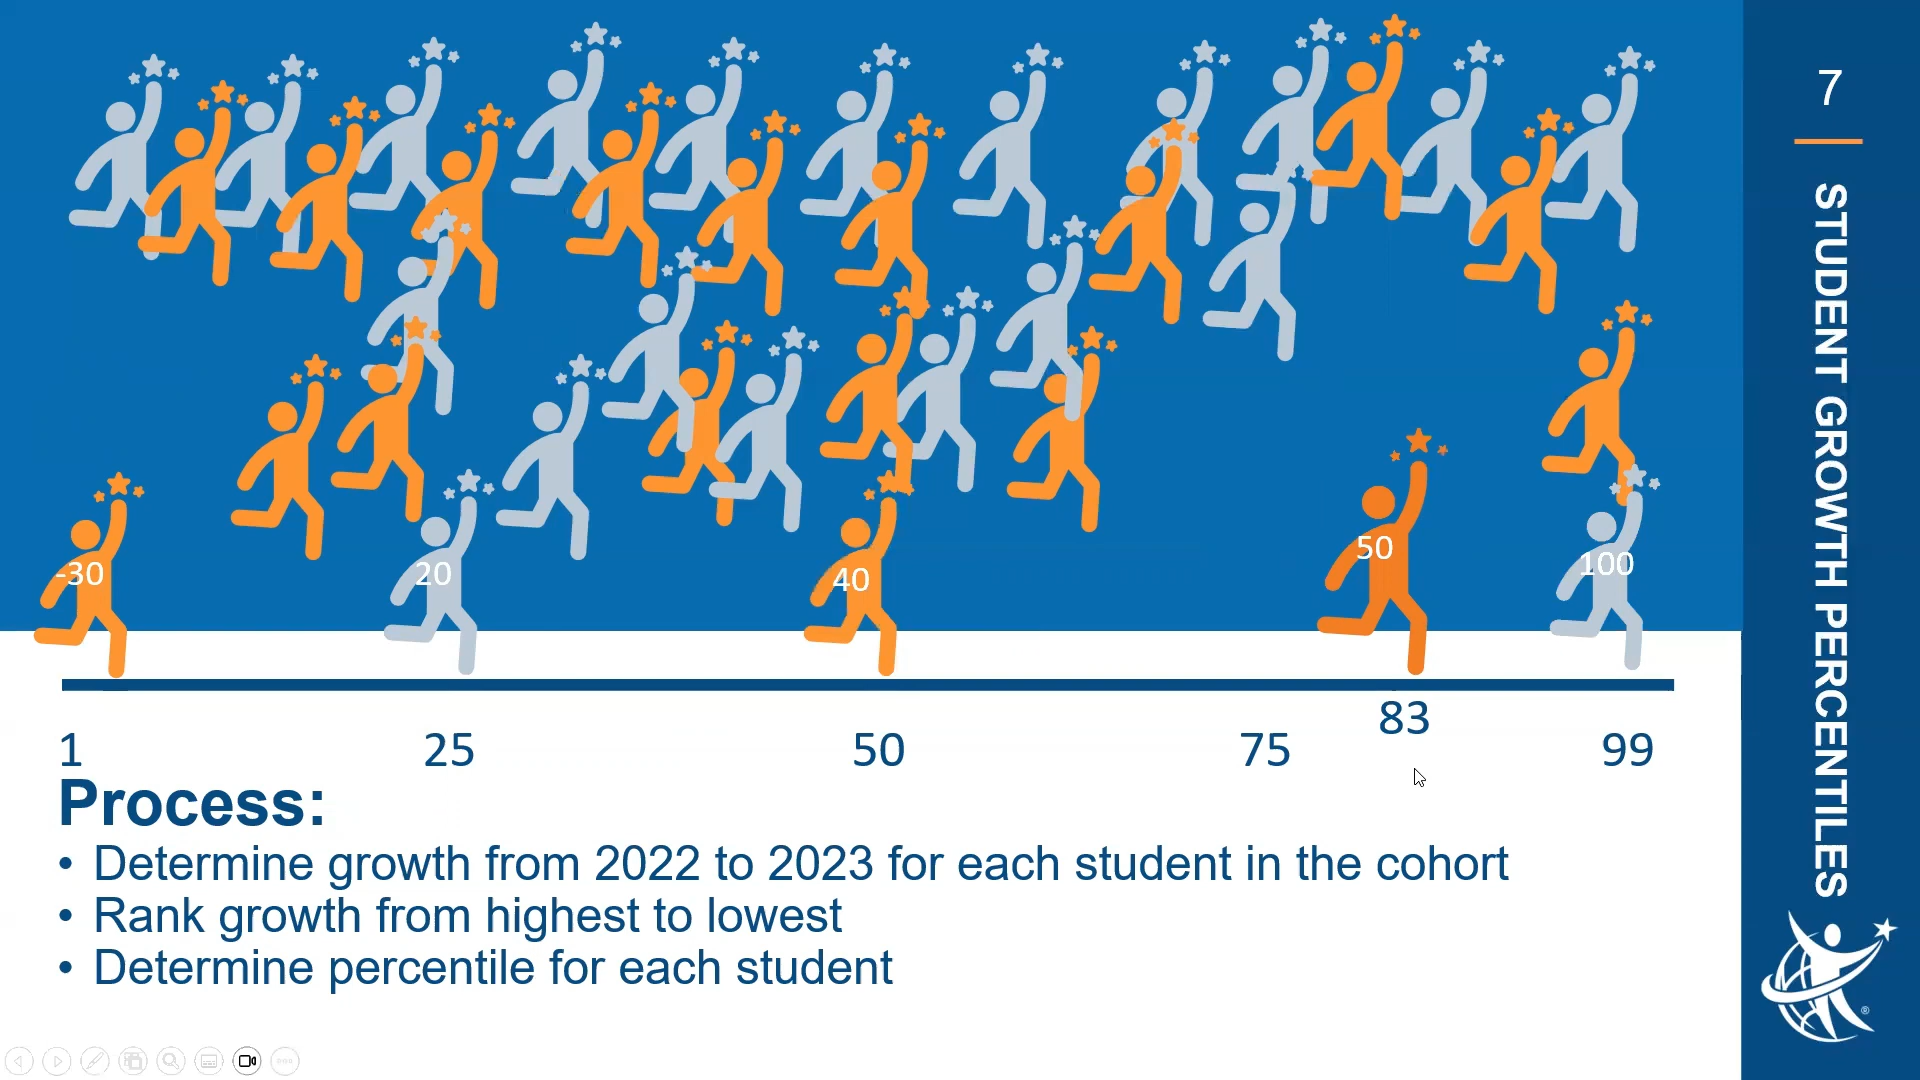 7
STUDENT GROWTH PERCENTILES
-30
20
40
50
100
1
25
50
75
83
99
Process:
• Determine growth from 2022 to 2023 for each student in the cohort
• Rank growth from highest to lowest
• Determine percentile for each student
®